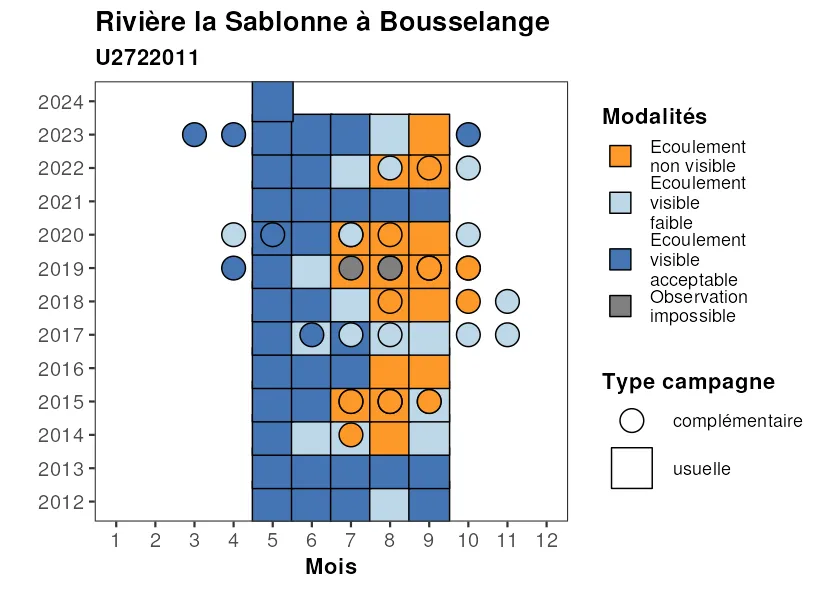 Rivière la Sablonne à Bousselange
U2722011
2024
2023
2022
2021
2020
2019
2018
2017
2016
2015
2014
2013
2012
1 2 3 4 5 6 7 8 9 10 11 12
Mois
Modalités
Ecoulement
non visible
Ecoulement
visible
faible
Ecoulement
visible
acceptable
Observation
impossible
Type campagne
complémentaire
usuelle